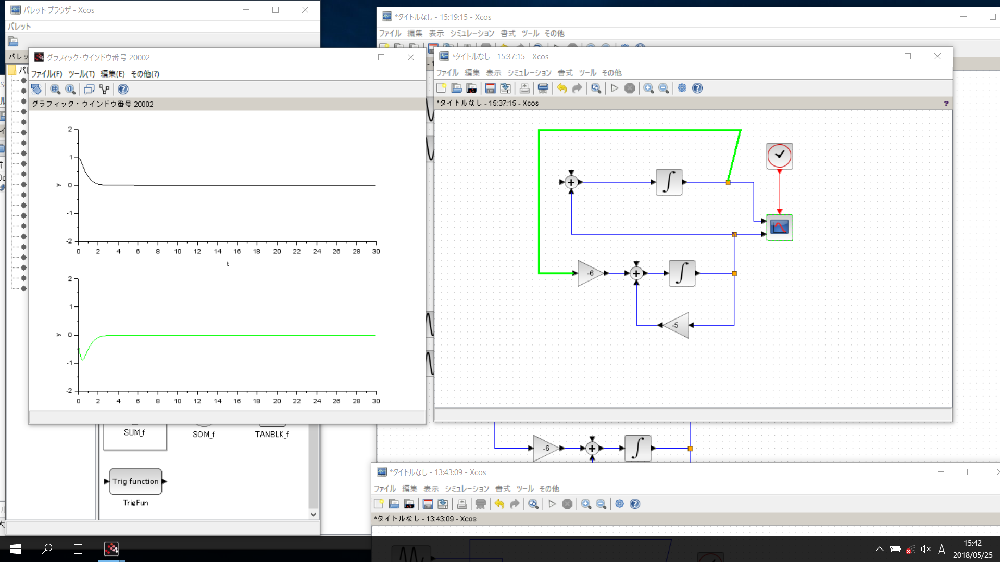 パレット ブラウザ - Xcos
パレット
グラフィック・ウインドウ番号 20002
ファイル(F) ツール(T) 編集(E) その他(?)
グラフィック・ウインドウ番号 20002
2
1
y 0
-1
-2
0 2 4 6 8 10 12 14 16 18 20 22 24 26 28 30
t
2
1
y 0
-1
-2
0 2 4 6 8 10 12 14 16 18 20 22 24 26 28 30
SUM_f SOM_f TANBLK_f
Trig function
TrigFun
*タイトルなし - 15:19:15 - Xcos
ファイル 編集 表示 シミュレーション 書式 ツール その他
*タイトルなし - 15:37:15 - Xcos
ファイル 編集 表示 シミュレーション 書式 ツール その他
*タイトルなし - 15:37:15 - Xcos ?
∫
-6 ∫
-5
-6 ∫
*タイトルなし - 13:43:09 - Xcos
ファイル 編集 表示 シミュレーション 書式 ツール その他
*タイトルなし - 13:43:09 - Xcos
A 15:42
2018/05/25